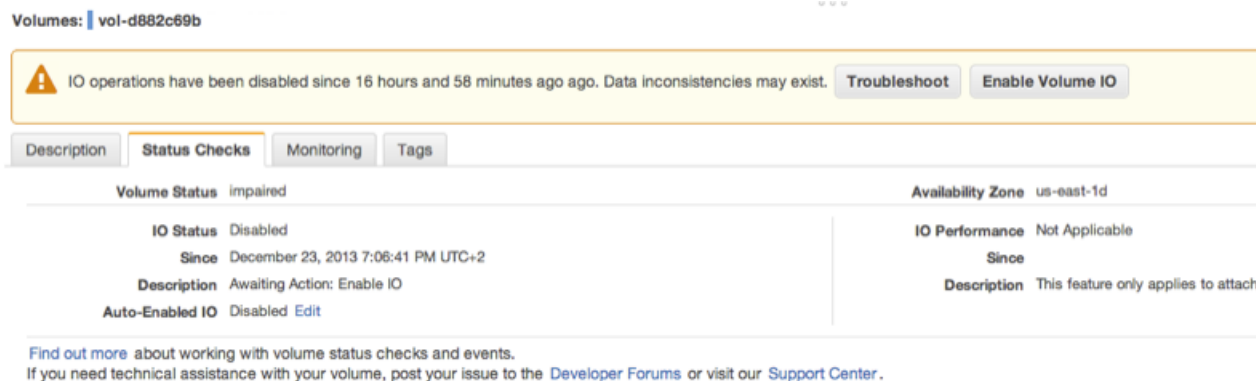 Volumes: vol-d882c69b
IO operations have been disabled since 16 hours and 58 minutes ago ago. Data inconsistencies may exist. Troubleshoot Enable Volume IO
Description Status Checks Monitoring Tags
Volume Status impaired Availability Zone us-east-1d
IO Status Disabled IO Performance Not Applicable
Since December 23, 2013 7:06:41 PM UTC+2 Since
Description Awaiting Action: Enable IO Description This feature only applies to attach
Auto-Enabled IO Disabled Edit
Find out more about working with volume status checks and events.
If you need technical assistance with your volume, post your issue to the Developer Forums or visit our Support Center.